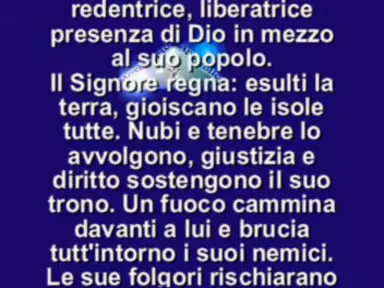 redentrice, liberatrice
presenza di Dio in mezzo
al suo popolo.
Il Signore regna: esulti la
terra, gioiscano le isole
tutte. Nubi e tenebre lo
avvolgono, giustizia e
diritto sostengono il suo
trono. Un fuoco cammina
davanti a lui e brucia
tutt'intorno i suoi nemici.
Le sue folgori rischiarano